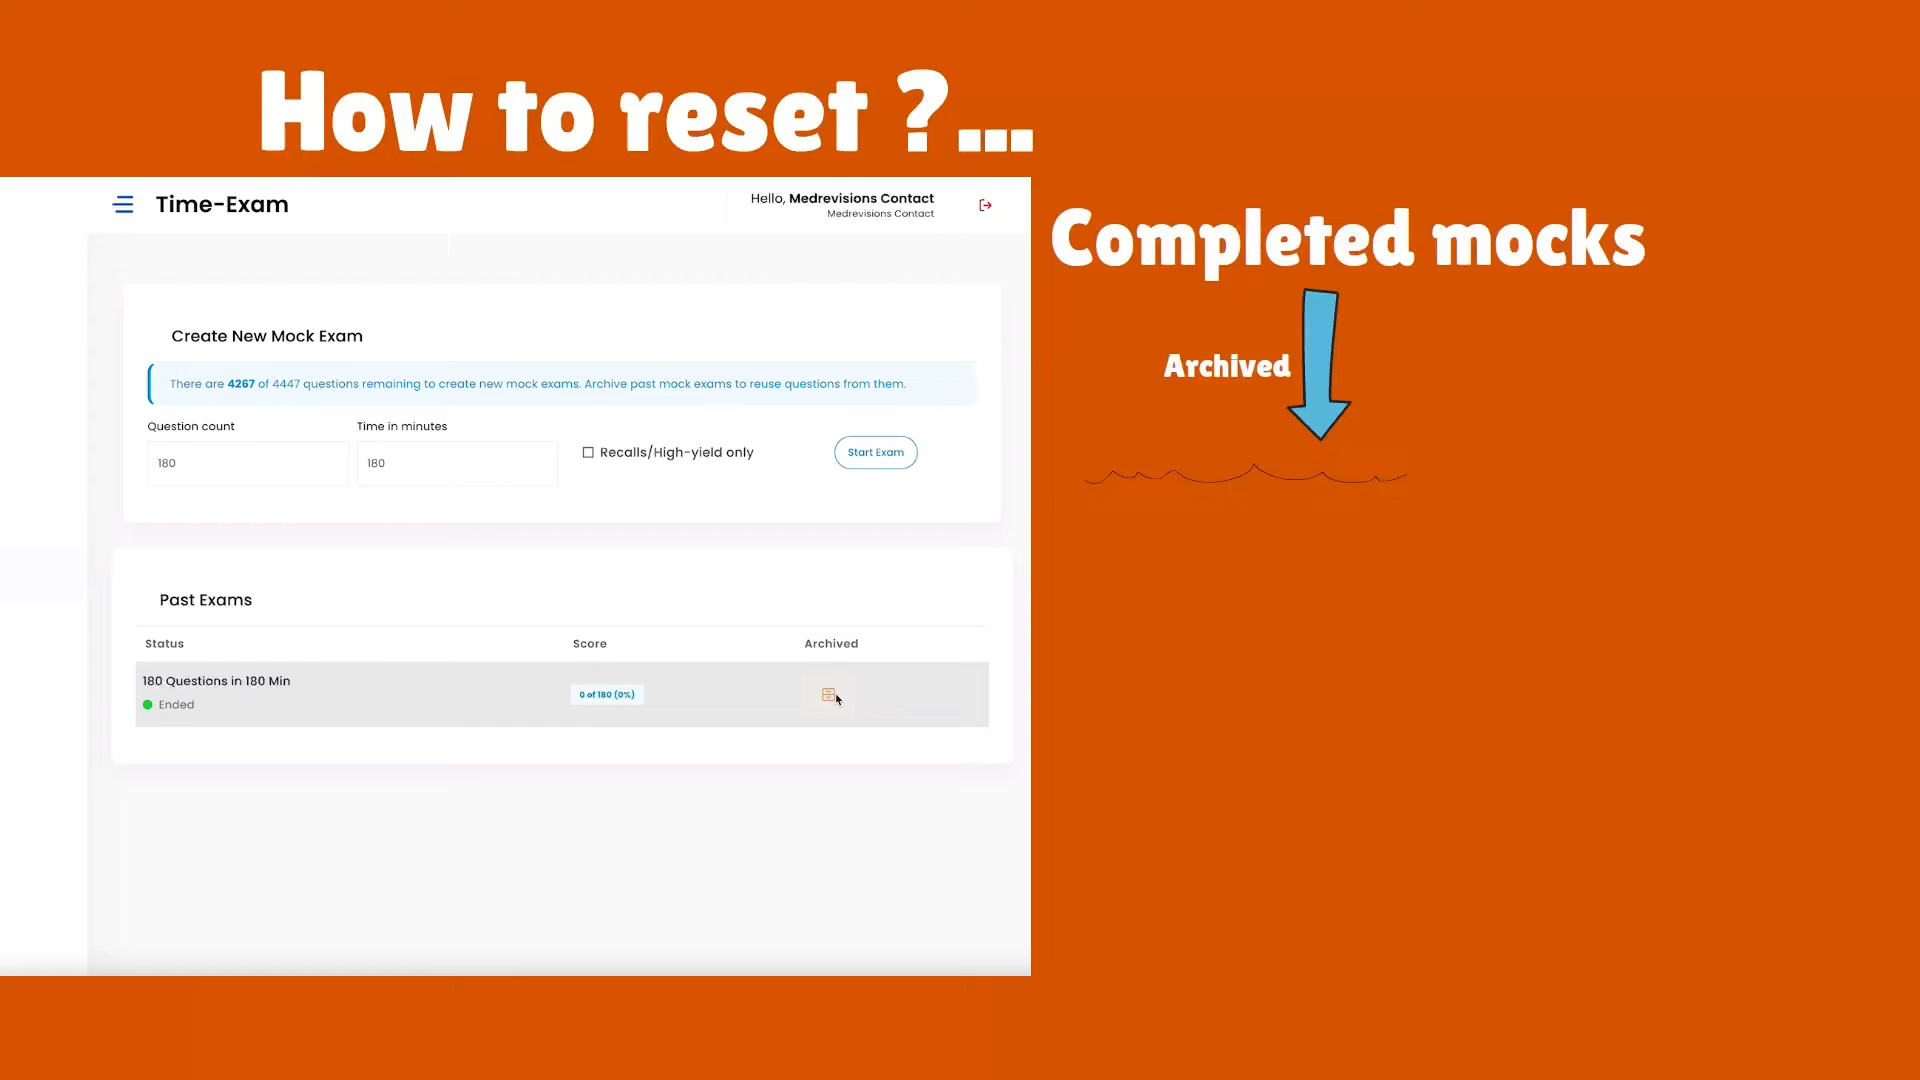 How to reset ?...
Time-Exam
Hello, Medrevisions Contact
Medrevisions Contact
Completed mocks
Archived
Create New Mock Exam
There are 4267 of 4447 questions remaining to create new mock exams. Archive past mock exams to reuse questions from them.
Question count
Time in minutes
180
180
Recalls/High-yield only
Start Exam
Past Exams
Status
Score
Archived
180 Questions in 180 Min
Ended
0 of 180 (0%)